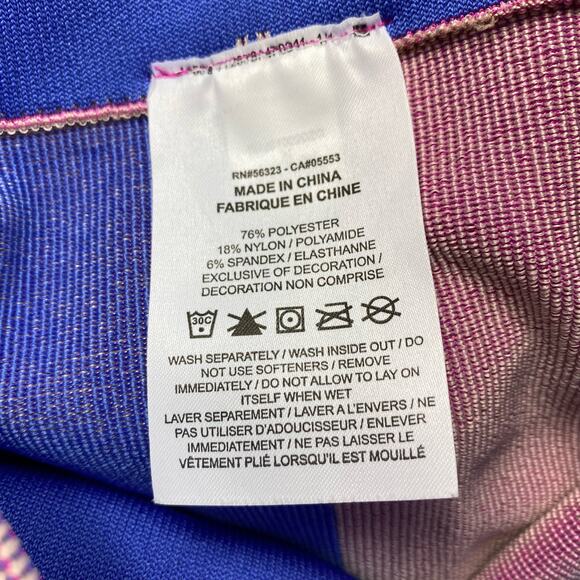 RN#56323 - CA#05553
MADE IN CHINA
FABRIQUE EN CHINE
76% POLYESTER
18% NYLON / POLYAMIDE
6% SPANDEX / ELASTHANNE
EXCLUSIVE OF DECORATION /
DECORATION NON COMPRISE
30C
WASH SEPARATELY / WASH INSIDE OUT / DO
NOT USE SOFTENERS / REMOVE
IMMEDIATELY / DO NOT ALLOW TO LAY ON
ITSELF WHEN WET
LAVER SEPAREMENT / LAVER A L'ENVERS / NE
PAS UTILISER D'ADOUCISSEUR / ENLEVER
IMMEDIATEMENT / NE PAS LAISSER LE
VÊTEMENT PLIÉ LORSQU'IL EST MOUILLÉ